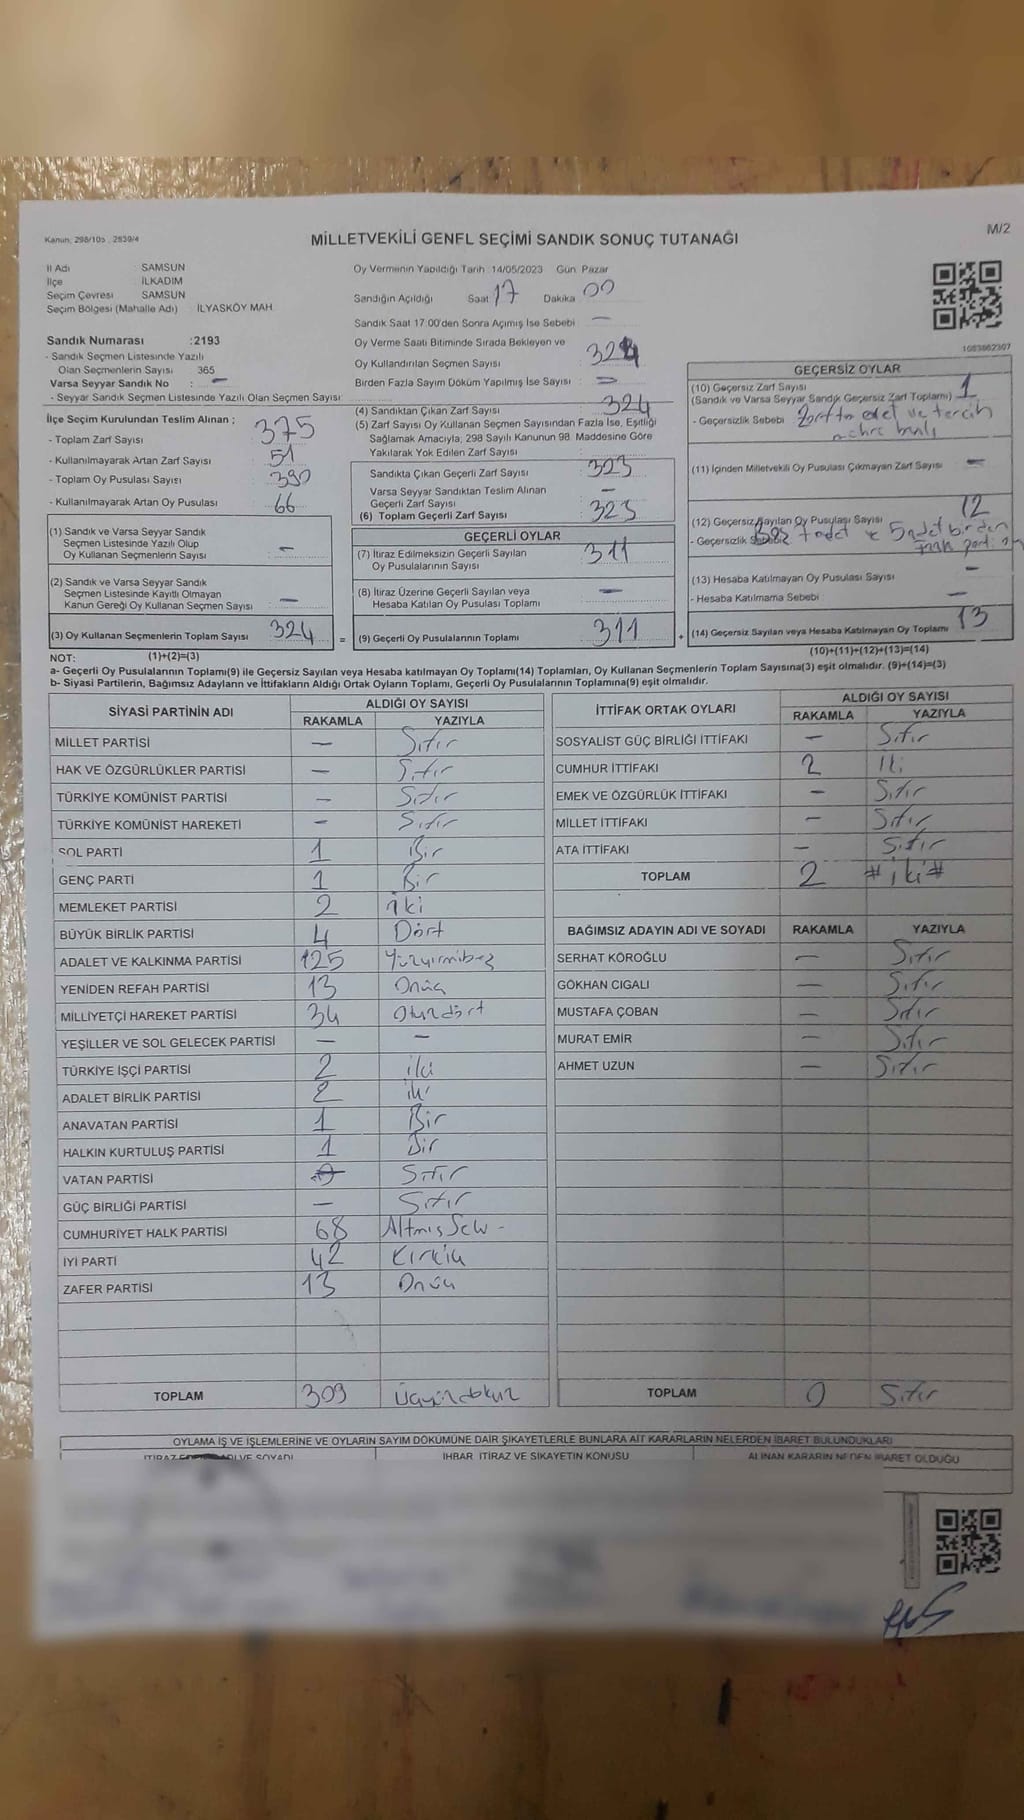 Kanun: 298/105 , 2839/4
M/2
MİLLETVEKİLİ GENEL SEÇİMİ SANDIK SONUÇ TUTANAĞI
İl Adı SAMSUN
İlçe İLKADIM
Seçim Çevresi SAMSUN
Seçim Bölgesi (Mahalle Adı) : İLYASKÖY MAH
Sandık Numarası :2193
- Sandık Seçmen Listesinde Yazılı
Olan Seçmenlerin Sayısı 365
Varsa Seyyar Sandık No : —
- Seyyar Sandık Seçmen Listesinde Yazılı Olan Seçmen Sayısı
İlçe Seçim Kurulundan Teslim Alınan ;
- Toplam Zarf Sayısı 375
- Kullanılmayarak Artan Zarf Sayısı 51
- Toplam Oy Pusulası Sayısı 390
- Kullanılmayarak Artan Oy Pusulası 66
(1) Sandık ve Varsa Seyyar Sandık
Seçmen Listesinde Yazılı Olup
Oy Kullanan Seçmenlerin Sayısı —
(2) Sandık ve Varsa Seyyar Sandık
Seçmen Listesinde Kayıtlı Olmayan
Kanun Gereği Oy Kullanan Seçmen Sayısı —
(3) Oy Kullanan Seçmenlerin Toplam Sayısı 324 =
Oy Vermenin Yapıldığı Tarih :14/05/2023 Gün: Pazar
Sandığın Açıldığı Saat 17 Dakika 00
Sandık Saat 17:00'den Sonra Açmış İse Sebebi —
Oy Verme Saati Bitiminde Sırada Bekleyen ve
Oy Kullandırılan Seçmen Sayısı
Birden Fazla Sayım Döküm Yapılmış İse Sayısı : —
(4) Sandıktan Çıkan Zarf Sayısı 324
(5) Zarf Sayısı Oy Kullanan Seçmen Sayısından Fazla İse, Eşitliği
Sağlamak Amacıyla, 298 Sayılı Kanunun 98. Maddesine Göre
Yakılarak Yok Edilen Zarf Sayısı
Sandıkta Çıkan Geçerli Zarf Sayısı 323
Varsa Seyyar Sandıktan Teslim Alınan
Geçerli Zarf Sayısı —
(6) Toplam Geçerli Zarf Sayısı 323
GEÇERLİ OYLAR
(7) İtiraz Edilmeksizin Geçerli Sayılan
Oy Pusulalarının Sayısı 311
(8) İtiraz Üzerine Geçerli Sayılan veya
Hesaba Katılan Oy Pusulası Toplamı —
(9) Geçerli Oy Pusulalarının Toplamı 311 +
1083862307
GEÇERSİZ OYLAR
(10) Geçersiz Zarf Sayısı 1
(Sandık ve Varsa Seyyar Sandık Geçersiz Zarf Toplamı)
- Geçersizlik Sebebi ve tercih
(11) İçinden Milletvekili Oy Pusulası Çıkmayan Zarf Sayısı —
(12) Geçersiz Sayılan Oy Pusulası Sayısı 12
- Geçersizlik Sebebi 5 adet birden
(13) Hesaba Katılmayan Oy Pusulası Sayısı —
- Hesaba Katılmama Sebebi : —
(14) Geçersiz Sayılan veya Hesaba Katılmayan Oy Toplamı 13
NOT: (1)+(2)=(3) (10)+(11)+(12)+(13)=(14)
a- Geçerli Oy Pusulalarının Toplamı(9) ile Geçersiz Sayılan veya Hesaba katılmayan Oy Toplamı(14) Toplamları, Oy Kullanan Seçmenlerin Toplam Sayısına(3) eşit olmalıdır. (9)+(14)=(3)
b- Siyasi Partilerin, Bağımsız Adayların ve İttifakların Aldığı Ortak Oyların Toplamı, Geçerli Oy Pusulalarının Toplamına(9) eşit olmalıdır.
SİYASİ PARTİNİN ADI ALDIĞI OY SAYISI
RAKAMLA YAZIYLA
MİLLET PARTİSİ — Sıfır
HAK VE ÖZGÜRLÜKLER PARTİSİ — Sıfır
TÜRKİYE KOMÜNİST PARTİSİ — Sıfır
TÜRKİYE KOMÜNİST HAREKETİ — Sıfır
SOL PARTİ 1 Bir
GENÇ PARTİ 1 Bir
MEMLEKET PARTİSİ 2 iki
BÜYÜK BİRLİK PARTİSİ 4 Dört
ADALET VE KALKINMA PARTİSİ 125 Yüzyirmibeş
YENİDEN REFAH PARTİSİ 13 Onüç
MİLLİYETÇİ HAREKET PARTİSİ 34 Otuzdört
YEŞİLLER VE SOL GELECEK PARTİSİ — —
TÜRKİYE İŞÇİ PARTİSİ 2 iki
ADALET BİRLİK PARTİSİ 2 iki
ANAVATAN PARTİSİ 1 Bir
HALKIN KURTULUŞ PARTİSİ 1 Bir
VATAN PARTİSİ Sıfır
GÜÇ BİRLİĞİ PARTİSİ — Sıfır
CUMHURİYET HALK PARTİSİ 68 AltmışSek-
İYİ PARTİ 42 Kırkiki
ZAFER PARTİSİ 13 Onüç
TOPLAM 309 Üçyüzdokuz
İTTİFAK ORTAK OYLARI ALDIĞI OY SAYISI
RAKAMLA YAZIYLA
SOSYALİST GÜÇ BİRLİĞİ İTTİFAKI — Sıfır
CUMHUR İTTİFAKI 2 İki
EMEK VE ÖZGÜRLÜK İTTİFAKI — Sıfır
MİLLET İTTİFAKI — Sıfır
ATA İTTİFAKI — Sıfır
TOPLAM 2 #iki#
BAĞIMSIZ ADAYIN ADI VE SOYADI RAKAMLA YAZIYLA
SERHAT KÖROĞLU — Sıfır
GÖKHAN CIGALI — Sıfır
MUSTAFA ÇOBAN — Sıfır
MURAT EMİR — Sıfır
AHMET UZUN — Sıfır
TOPLAM 0 Sıfır
OYLAMA İŞ VE İŞLEMLERİNE VE OYLARIN SAYIM DÖKÜMÜNE DAİR ŞİKAYETLERLE BUNLARA AİT KARARLARIN NELERDEN İBARET BULUNDUKLARI
İTİRAZ EDENİN ADI VE SOYADI İHBAR İTİRAZ VE ŞİKAYETİN KONUSU ALINAN KARARIN NEDEN İBARET OLDUĞU